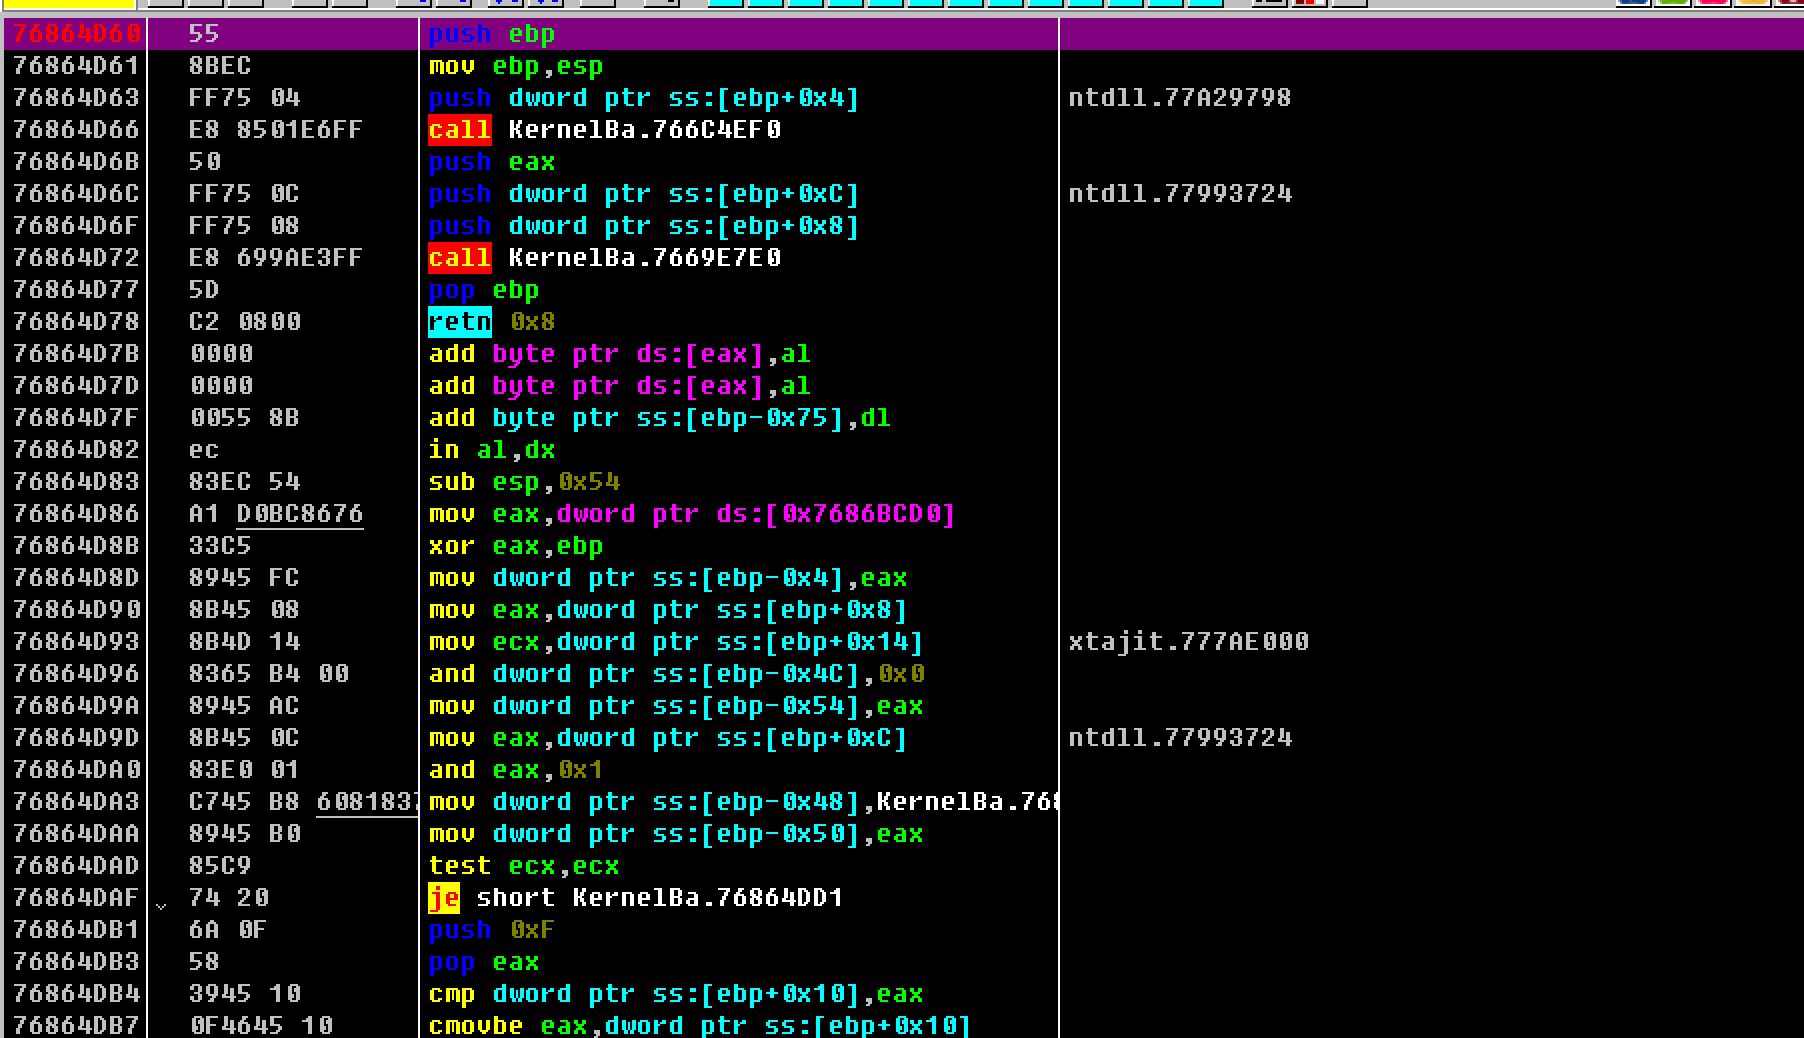 76864D60 55 push ebp
76864D61 8BEC mov ebp,esp
76864D63 FF75 04 push dword ptr ss:[ebp+0x4] ntdll.77A29798
76864D66 E8 8501E6FF call KernelBa.766C4EF0
76864D6B 50 push eax
76864D6C FF75 0C push dword ptr ss:[ebp+0xC] ntdll.77993724
76864D6F FF75 08 push dword ptr ss:[ebp+0x8]
76864D72 E8 699AE3FF call KernelBa.7669E7E0
76864D77 5D pop ebp
76864D78 C2 0800 retn 0x8
76864D7B 0000 add byte ptr ds:[eax],al
76864D7D 0000 add byte ptr ds:[eax],al
76864D7F 0055 8B add byte ptr ss:[ebp-0x75],dl
76864D82 ec in al,dx
76864D83 83EC 54 sub esp,0x54
76864D86 A1 D0BC8676 mov eax,dword ptr ds:[0x7686BCD0]
76864D8B 33C5 xor eax,ebp
76864D8D 8945 FC mov dword ptr ss:[ebp-0x4],eax
76864D90 8B45 08 mov eax,dword ptr ss:[ebp+0x8]
76864D93 8B4D 14 mov ecx,dword ptr ss:[ebp+0x14] xtajit.777AE000
76864D96 8365 B4 00 and dword ptr ss:[ebp-0x4C],0x0
76864D9A 8945 AC mov dword ptr ss:[ebp-0x54],eax
76864D9D 8B45 0C mov eax,dword ptr ss:[ebp+0xC] ntdll.77993724
76864DA0 83E0 01 and eax,0x1
76864DA3 C745 B8 6081837 mov dword ptr ss:[ebp-0x48],KernelBa.768
76864DAA 8945 B0 mov dword ptr ss:[ebp-0x50],eax
76864DAD 85C9 test ecx,ecx
76864DAF 74 20 je short KernelBa.76864DD1
76864DB1 6A 0F push 0xF
76864DB3 58 pop eax
76864DB4 3945 10 cmp dword ptr ss:[ebp+0x10],eax
76864DB7 0F4645 10 cmovbe eax,dword ptr ss:[ebp+0x10]